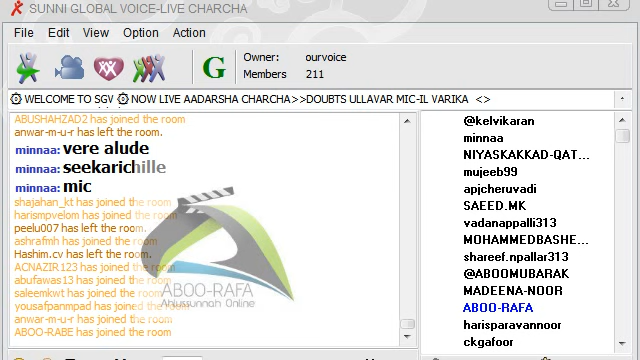 SUNNI GLOBAL VOICE-LIVE CHARCHA
File Edit View Option Action
G
Owner: ourvoice
Members 211
WELCOME TO SGV NOW LIVE AADARSHA CHARCHA>>DOUBTS ULLAVAR MIC-IL VARIKA <>
ABUSHAHZAD2 has joined the room
anwar-m-u-r has left the room.
minnaa: vere alude
minnaa: seekarichille
minnaa: mic
shajahan_kt has joined the room
harismpvelom has joined the room
peelu007 has left the room.
ashrafmh has joined the room
Hashim.cv has left the room.
ACNAZIR123 has joined the room
abufawas13 has joined the room
saleemkwt has joined the room
yousafpanmpad has joined the room
anwar-m-u-r has joined the room
ABOO-RABE has joined the room
ABOO-RAFA
Ahlussunnah Online
@kelvikaran
minnaa
NIYASKAKKAD-QAT...
mujeeb99
apjcheruvadi
SAEED.MK
vadanappalli313
MOHAMMEDBASHE...
shareef.npallar313
@ABOOMUBARAK
MADEENA-NOOR
ABOO-RAFA
harisparavannoor
ckgafoor